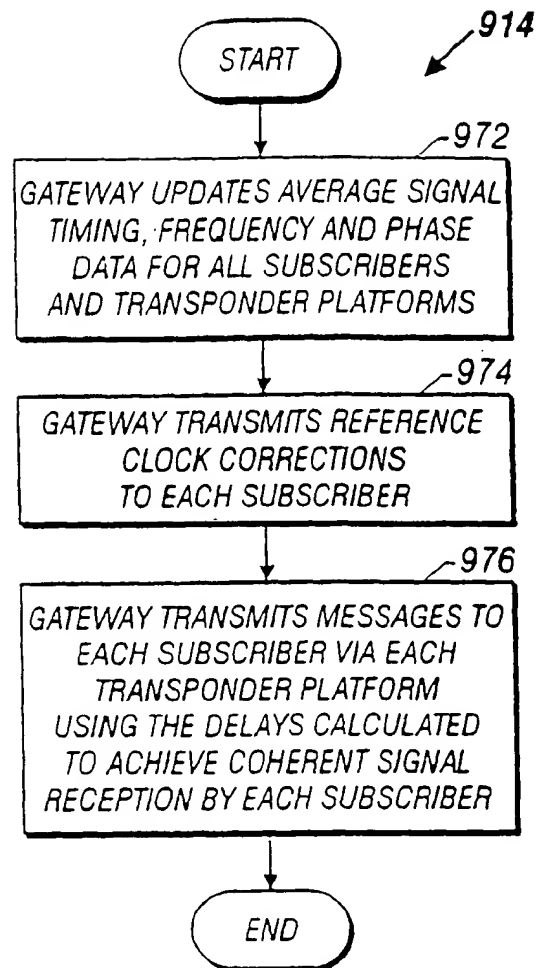 914
START
972
GATEWAY UPDATES AVERAGE SIGNAL
TIMING, FREQUENCY AND PHASE
DATA FOR ALL SUBSCRIBERS
AND TRANSPONDER PLATFORMS
974
GATEWAY TRANSMITS REFERENCE
CLOCK CORRECTIONS
TO EACH SUBSCRIBER
976
GATEWAY TRANSMITS MESSAGES TO
EACH SUBSCRIBER VIA EACH
TRANSPONDER PLATFORM
USING THE DELAYS CALCULATED
TO ACHIEVE COHERENT SIGNAL
RECEPTION BY EACH SUBSCRIBER
END